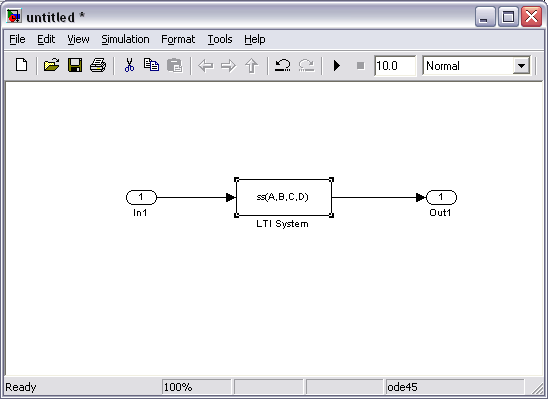 untitled *
File Edit View Simulation Format Tools Help
10.0 Normal
1 ss(A,B,C,D) 1
In1 LTI System Out1
Ready 100% ode45